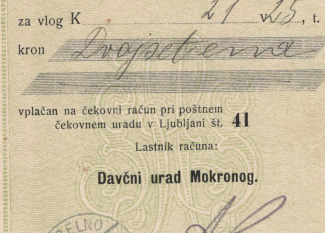 za vlog K 21 v 25, t.
kron Dvajsetena
vplačan na čekovni račun pri poštnem
čekovnem uradu v Ljubljani št. 41
Lastnik računa:
Davčni urad Mokronog.